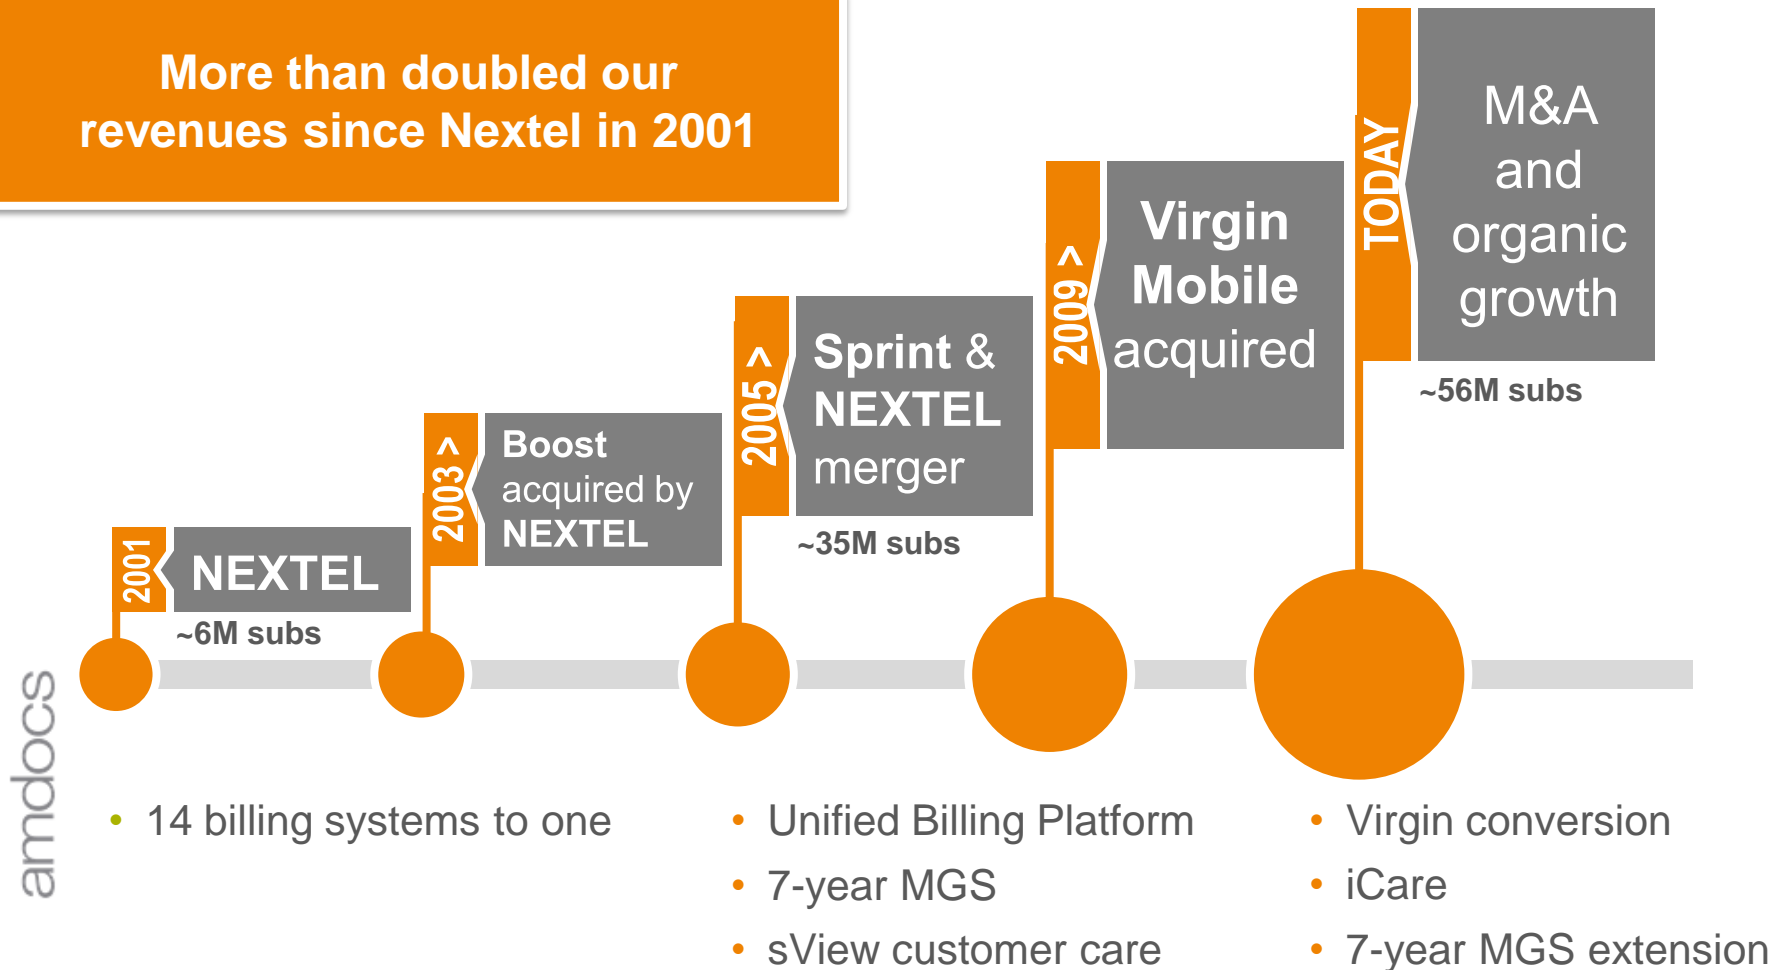 More than doubled our
revenues since Nextel in 2001
2001
NEXTEL
~6M subs
2003 >
Boost
acquired by
NEXTEL
2005 >
Sprint &
NEXTEL
merger
~35M subs
2009 >
Virgin
Mobile
acquired
TODAY
M&A
and
organic
growth
~56M subs
amdocs
• 14 billing systems to one
• Unified Billing Platform
• 7-year MGS
• sView customer care
• Virgin conversion
• iCare
• 7-year MGS extension